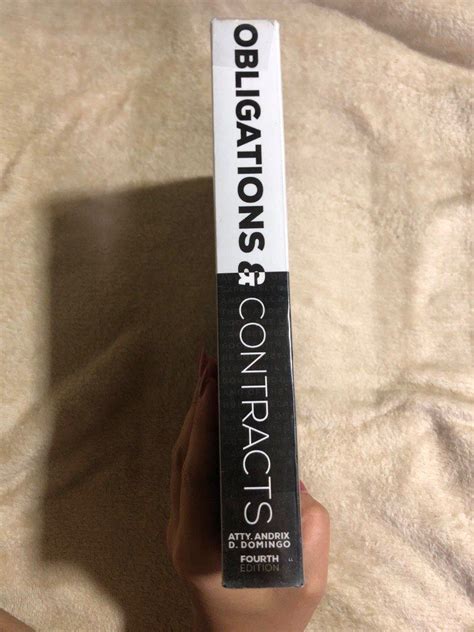 OBLIGATIONS & CONTRACTS
ATTY. ANDRIX
D. DOMINGO
FOURTH
EDITION